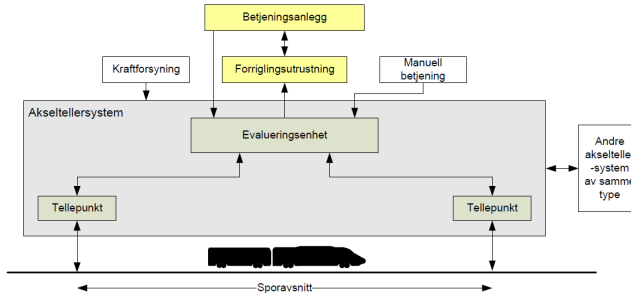 Betjeningsanlegg
Kraftforsyning
Forriglingsutrustning
Manuell
betjening
Akseltellersystem
Evalueringsenhet
Andre
akseltelle
-system
av samme
type
Tellepunkt
Tellepunkt
Sporavsnitt